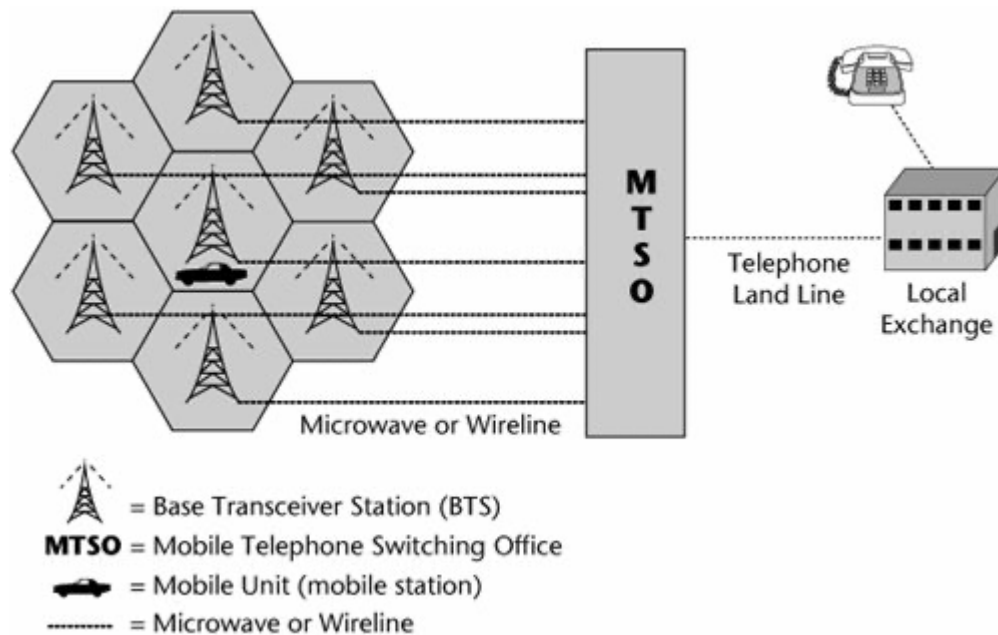 M
T
S
O
Telephone
Land Line
Local
Exchange
Microwave or Wireline
= Base Transceiver Station (BTS)
MTSO = Mobile Telephone Switching Office
= Mobile Unit (mobile station)
= Microwave or Wireline